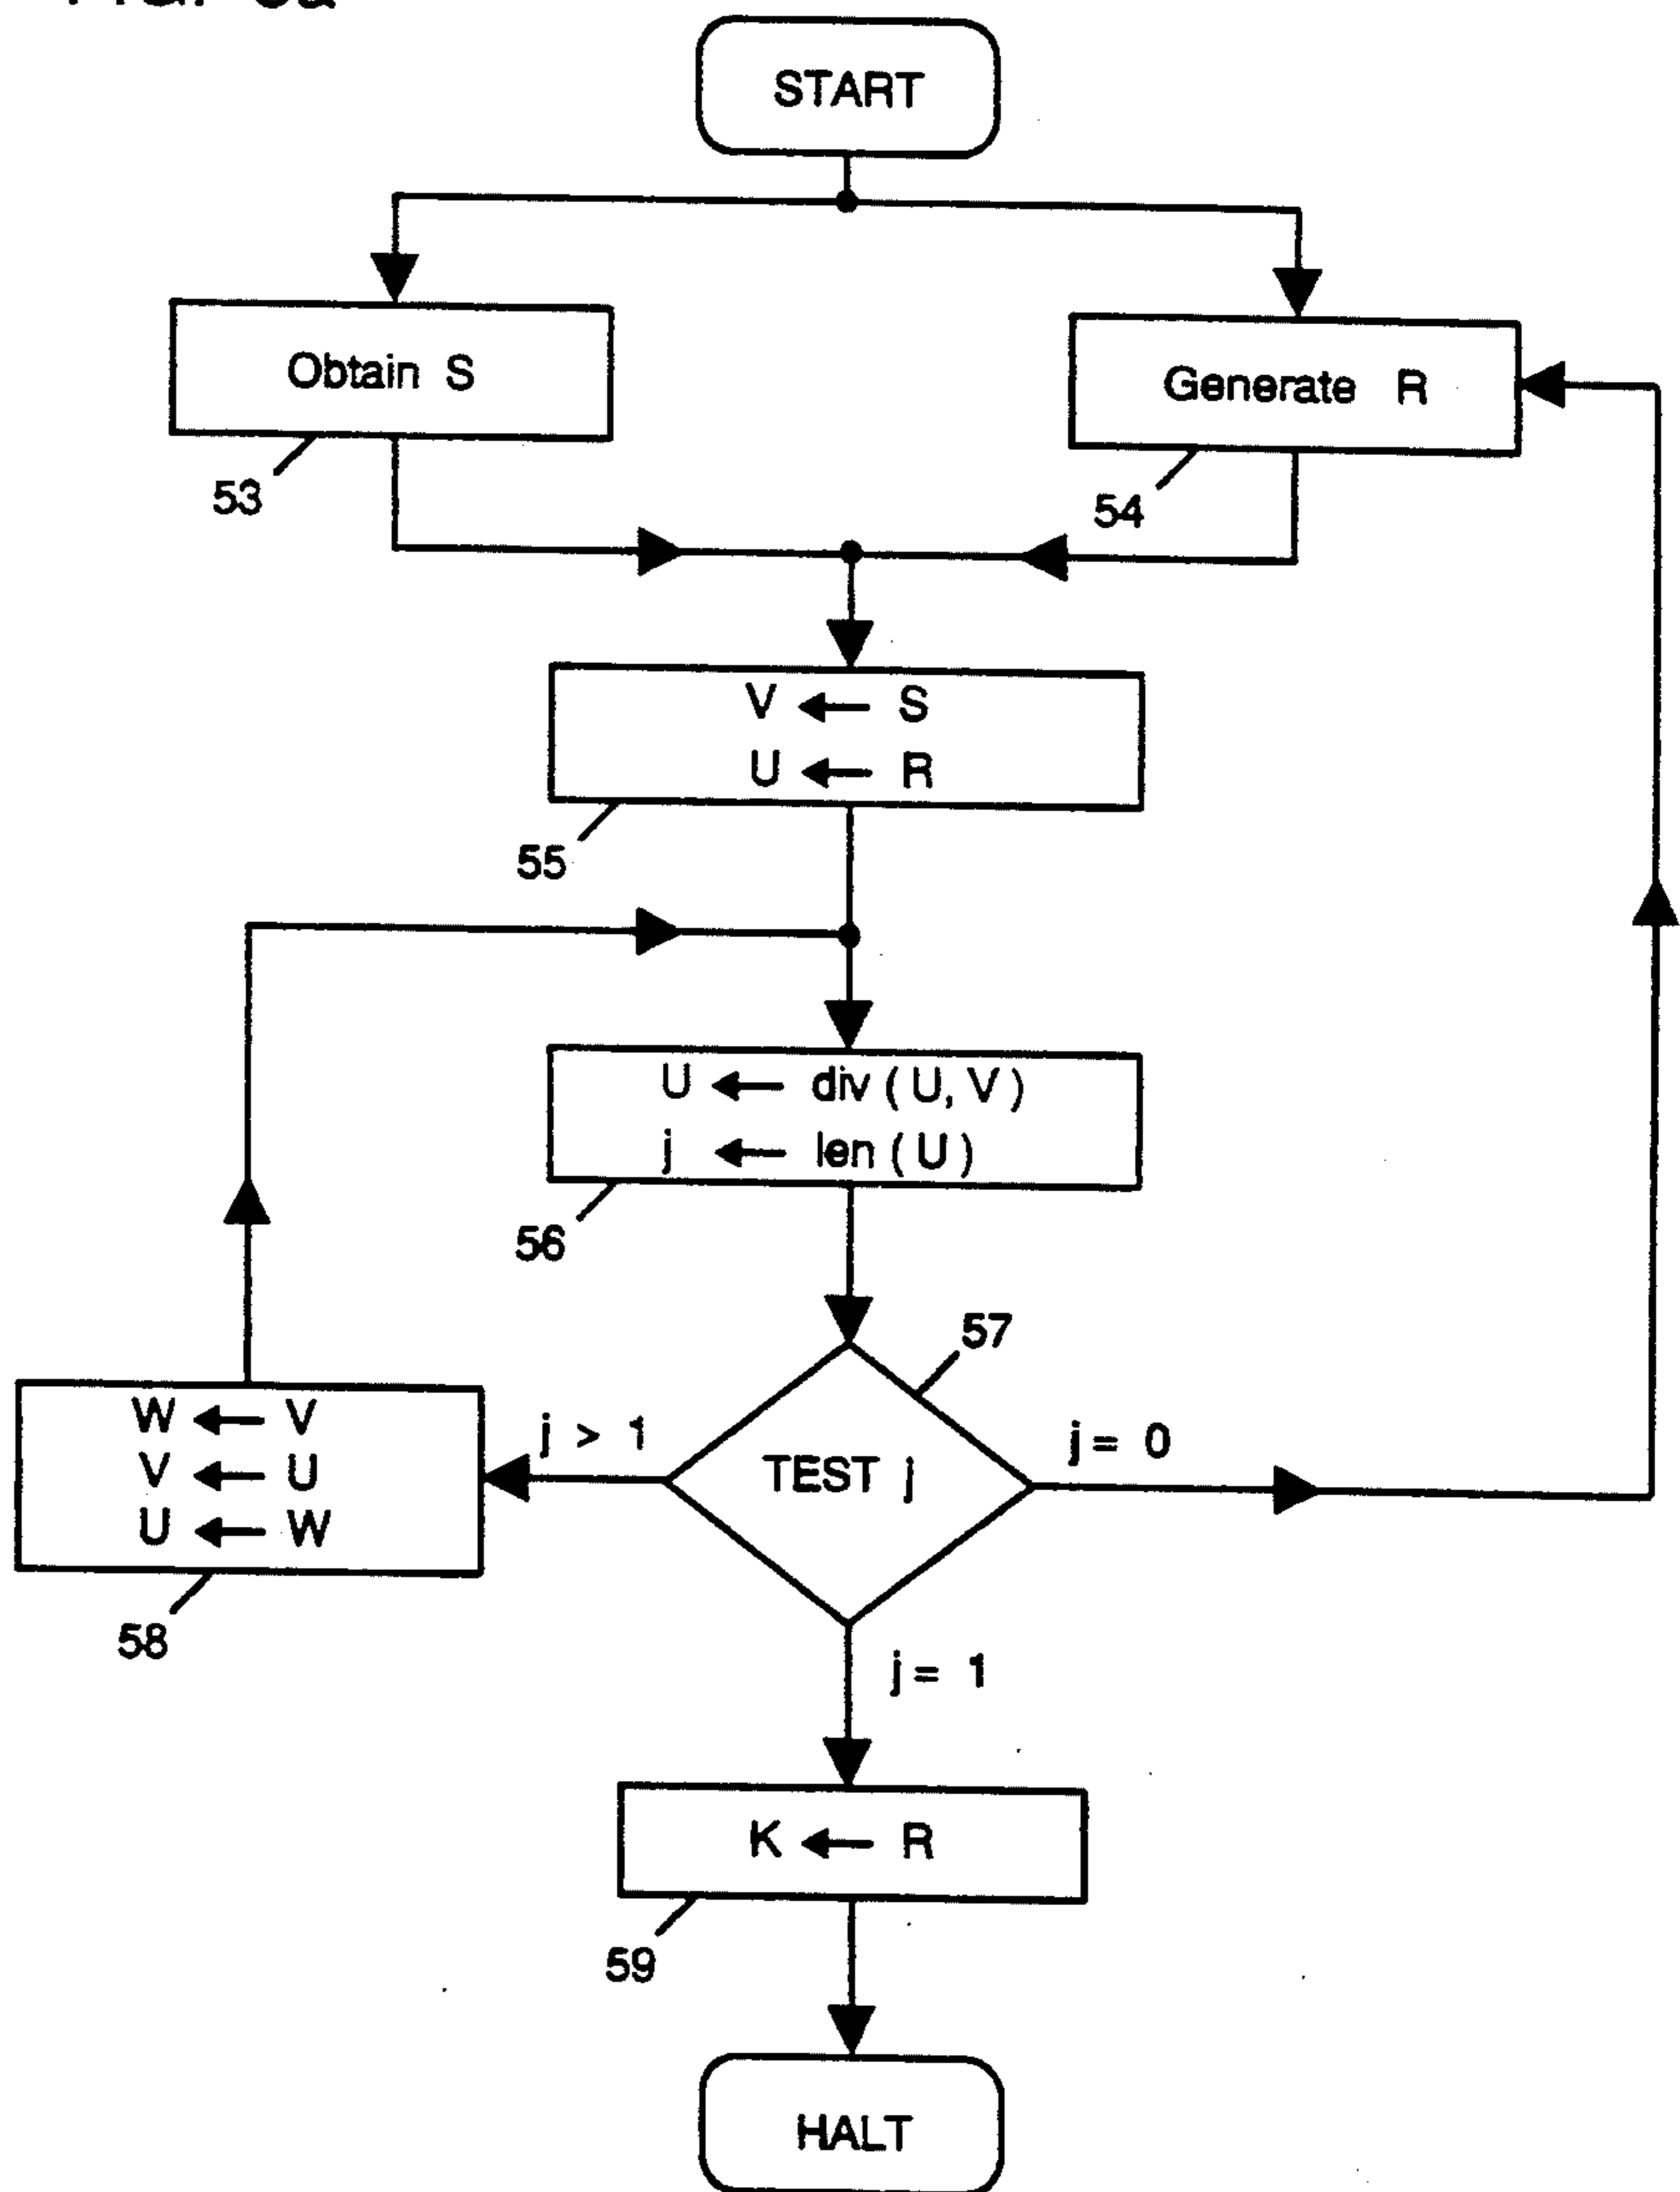 START
Obtain S
Generate R
53
54
V ← S
U ← R
55
U ← div ( U, V )
j ← len ( U )
56
57
W ← V
V ← U
U ← W
j > 1
TEST j
j = 0
58
j = 1
K ← R
59
HALT